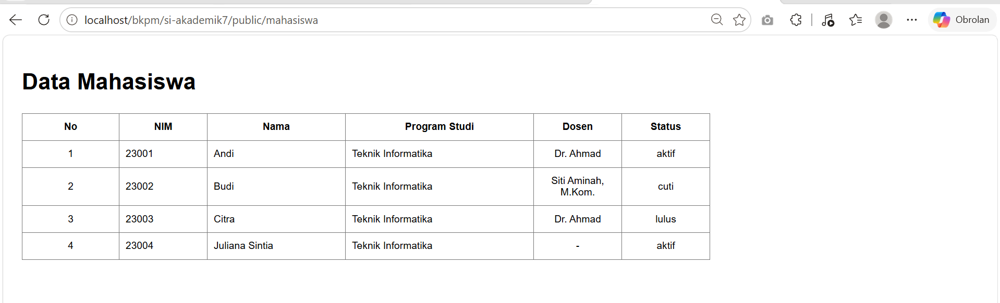 localhost/bkpm/si-akademik7/public/mahasiswa
Obrolan
Data Mahasiswa
No NIM Nama Program Studi Dosen Status
1 23001 Andi Teknik Informatika Dr. Ahmad aktif
2 23002 Budi Teknik Informatika Siti Aminah, M.Kom. cuti
3 23003 Citra Teknik Informatika Dr. Ahmad lulus
4 23004 Juliana Sintia Teknik Informatika - aktif